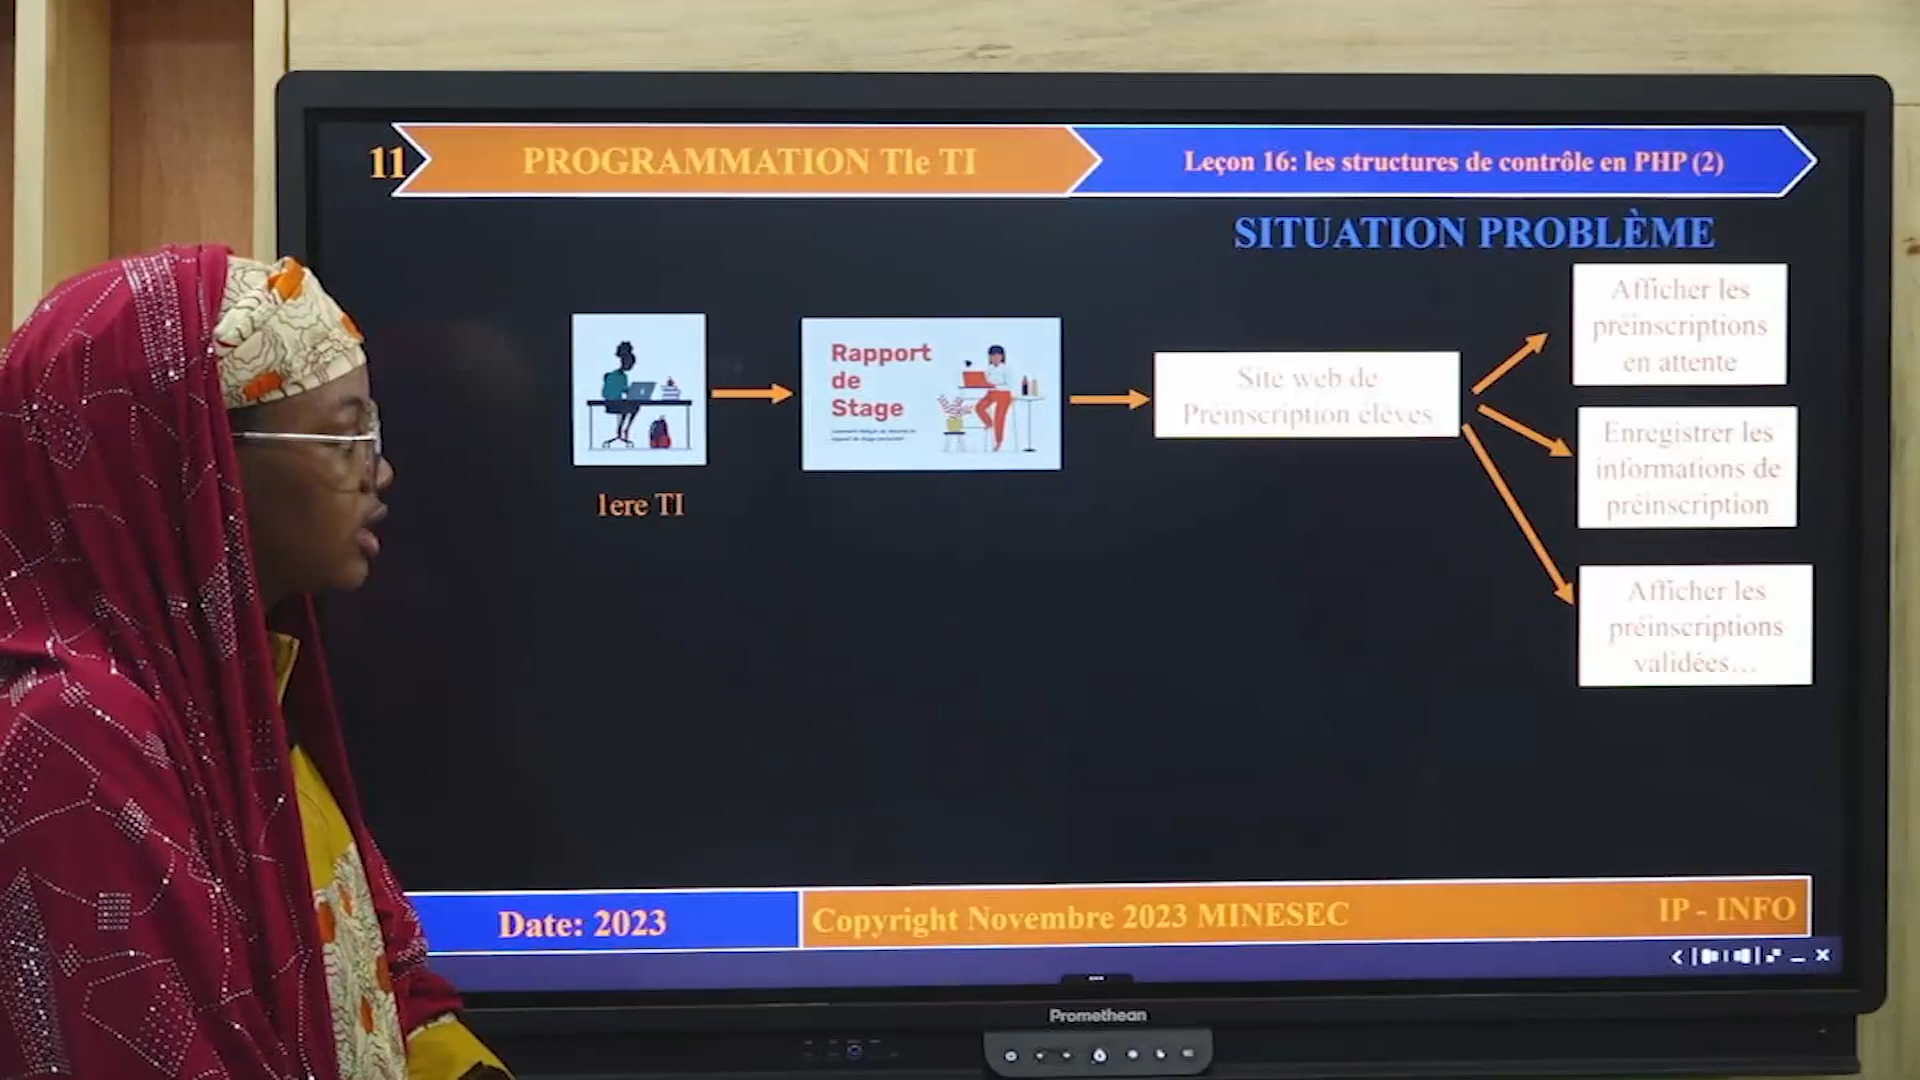 11
PROGRAMMATION Tle TI
Leçon 16: les structures de contrôle en PHP (2)
SITUATION PROBLÈME
Rapport
de
Stage
1ere TI
Site web de
Préinscription élèves
Afficher les
préinscriptions
en attente
Enregistrer les
informations de
préinscription
Afficher les
préinscriptions
validées...
Date: 2023
Copyright Novembre 2023 MINESEC
IP - INFO
Promethean